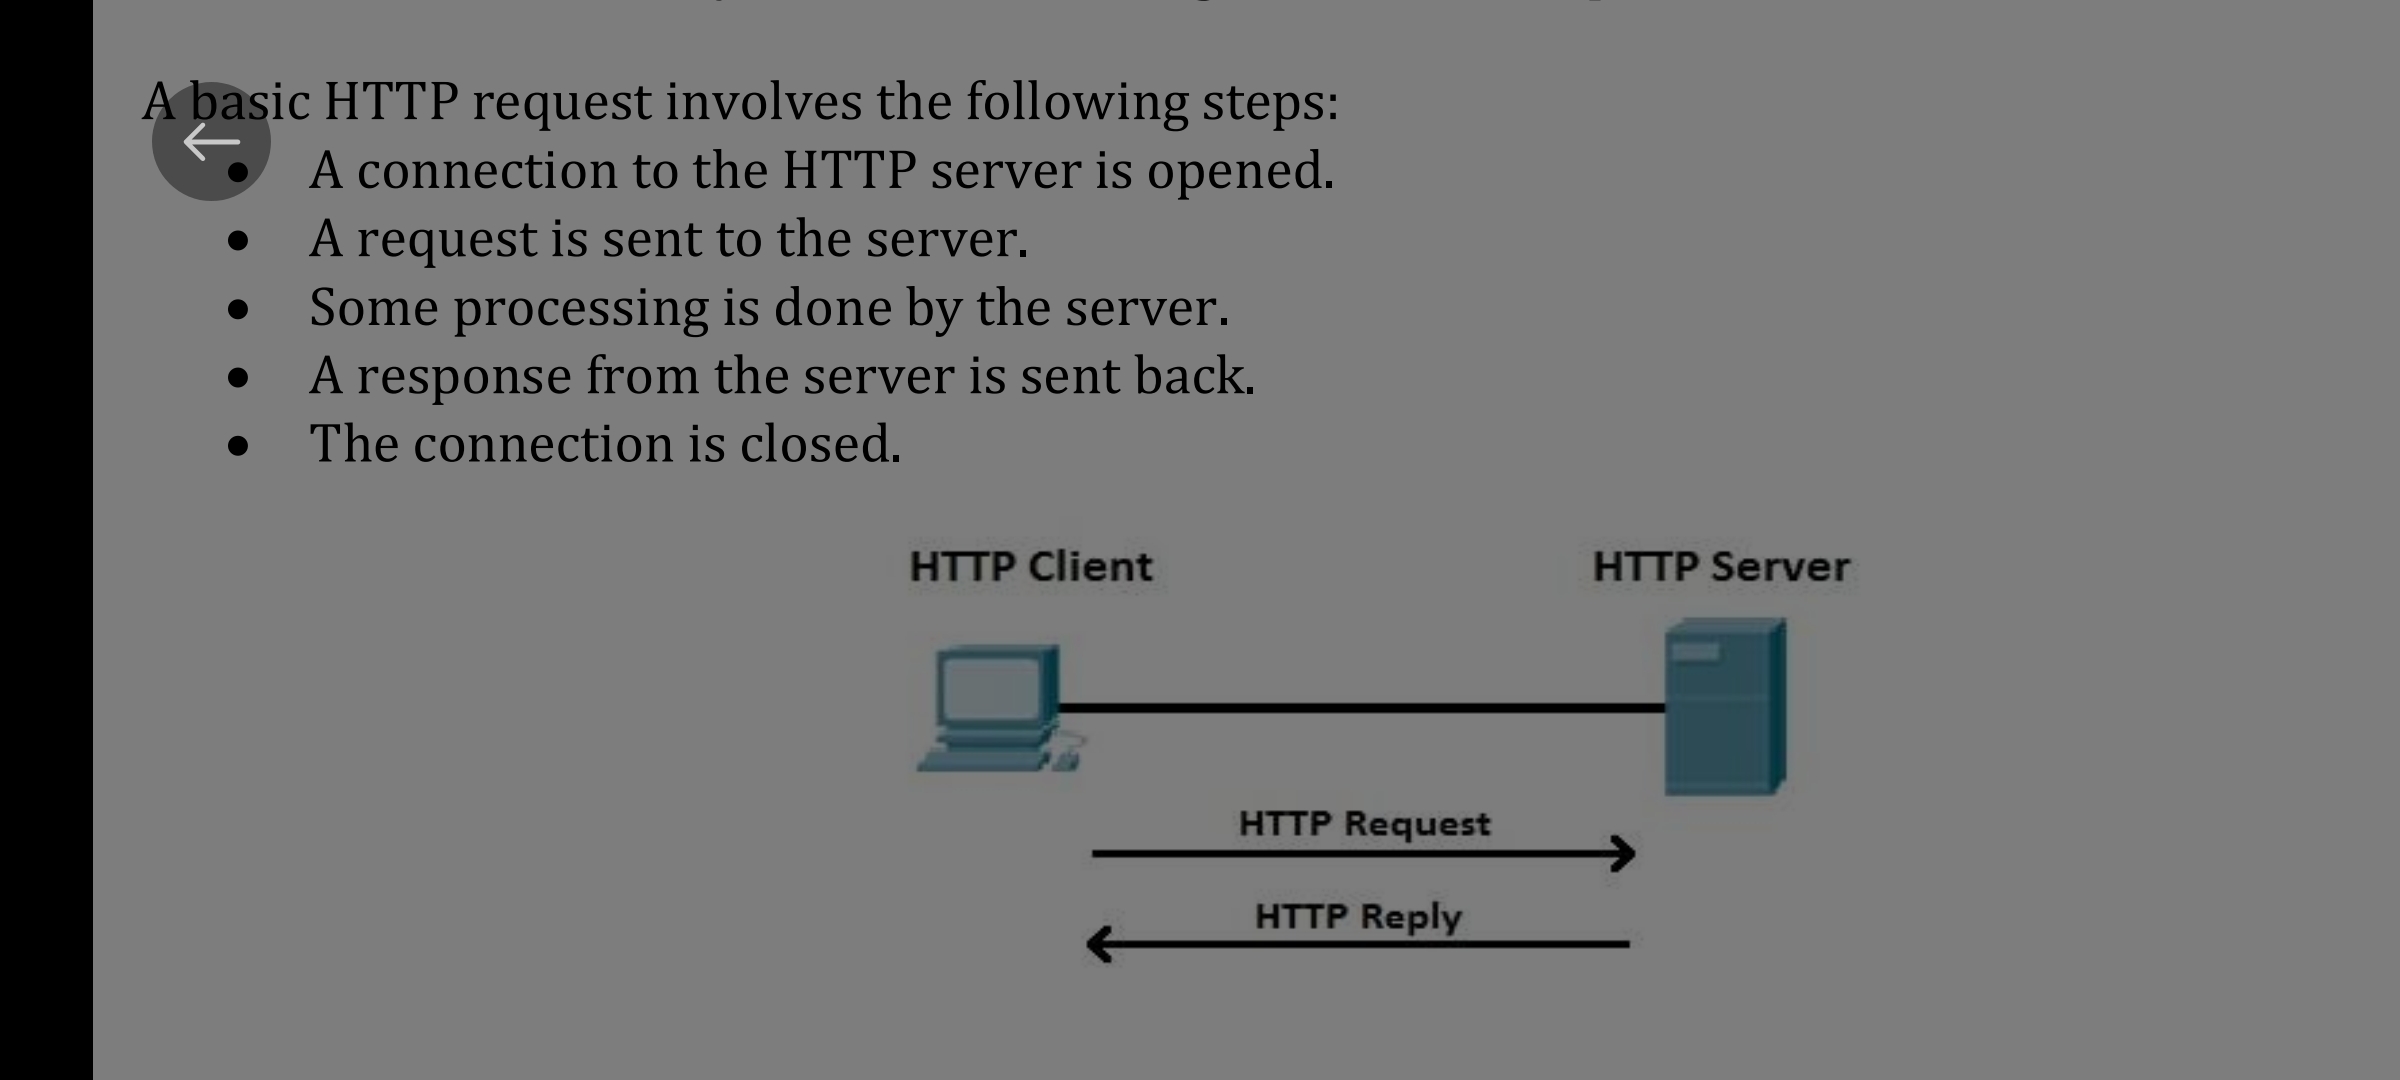 A basic HTTP request involves the following steps:
• A connection to the HTTP server is opened.
• A request is sent to the server.
• Some processing is done by the server.
• A response from the server is sent back.
• The connection is closed.
HTTP Client HTTP Server
HTTP Request
HTTP Reply